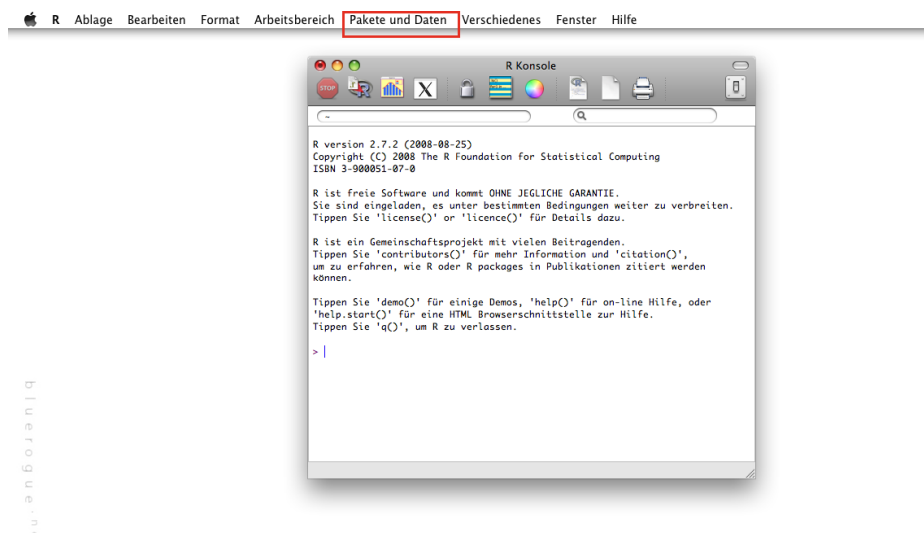 R Ablage Bearbeiten Format Arbeitsbereich Pakete und Daten Verschiedenes Fenster Hilfe
R Konsole
STOP
R
X
~
R version 2.7.2 (2008-08-25)
Copyright (C) 2008 The R Foundation for Statistical Computing
ISBN 3-900051-07-0
R ist freie Software und kommt OHNE JEGLICHE GARANTIE.
Sie sind eingeladen, es unter bestimmten Bedingungen weiter zu verbreiten.
Tippen Sie 'license()' or 'licence()' für Details dazu.
R ist ein Gemeinschaftsprojekt mit vielen Beitragenden.
Tippen Sie 'contributors()' für mehr Information und 'citation()',
um zu erfahren, wie R oder R packages in Publikationen zitiert werden
können.
Tippen Sie 'demo()' für einige Demos, 'help()' für on-line Hilfe, oder
'help.start()' für eine HTML Browserschnittstelle zur Hilfe.
Tippen Sie 'q()', um R zu verlassen.
>